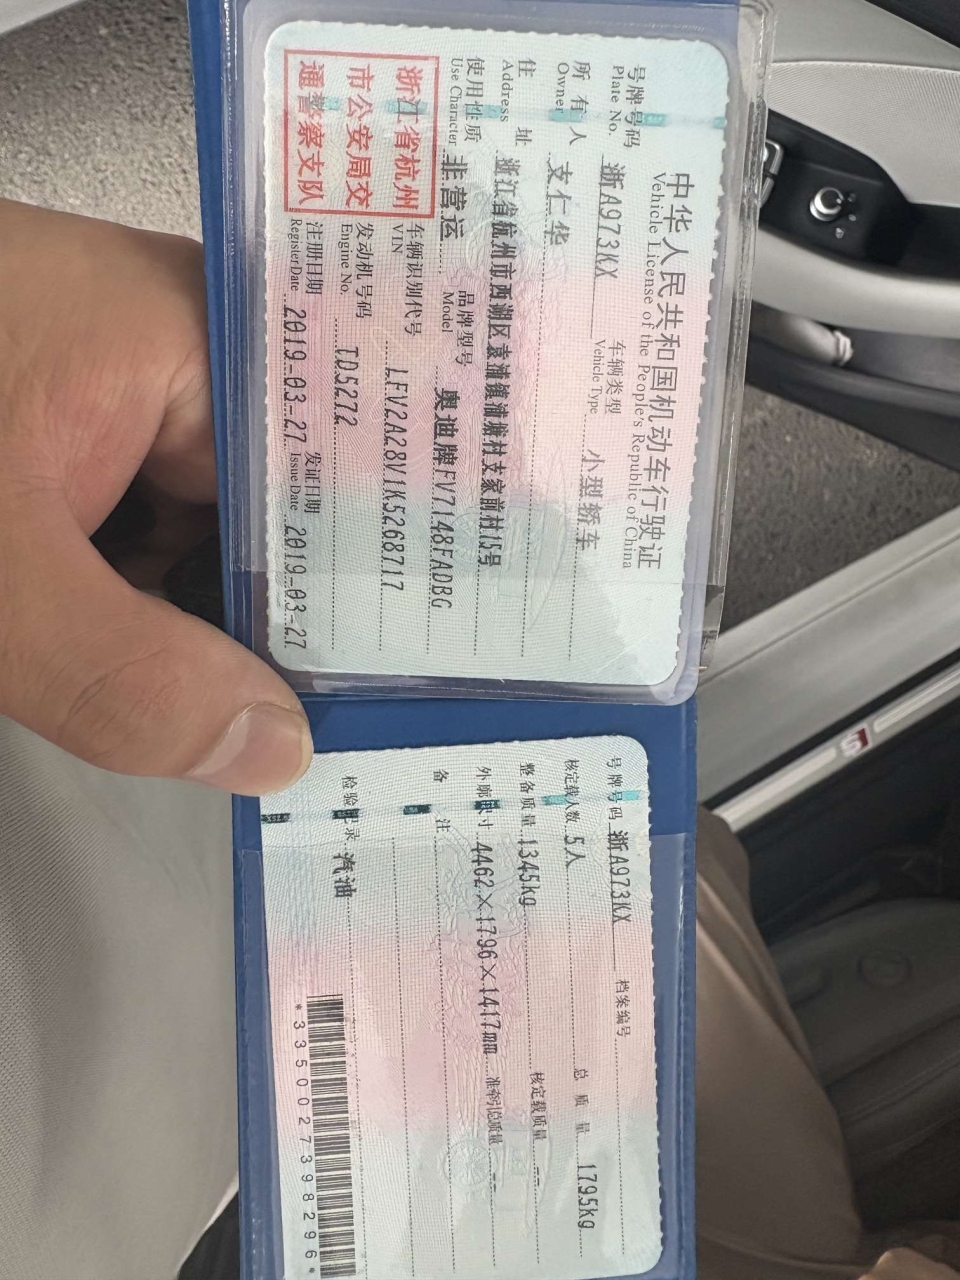 中华人民共和国机动车行驶证
Vehicle License of the People's Republic of China
号牌号码 浙A973KX 车辆类型 小型轿车
Plate No. Vehicle Type
所有人 支仁华
Owner
住址 浙江省杭州市西湖区袁浦镇浦塘村支家前村15号
Address
使用性质 非营运 品牌型号 奥迪牌FV7148FADBG
Use Character Model
浙江省杭州
市公安局交
通警察支队
车辆识别代号 LFV2A28V1K5268717
VIN
发动机号码 TD5272
Engine No.
注册日期 2019-03-27 发证日期 2019-03-27
Register Date Issue Date
号牌号码 浙A973KX 档案编号
核定载人数 5人 总质量 1795kg
整备质量 1345kg 核定载质量 --
外廓尺寸 4462×1796×1417mm 准牵引总质量 --
备注
检验记录 汽油
*3350027398296*